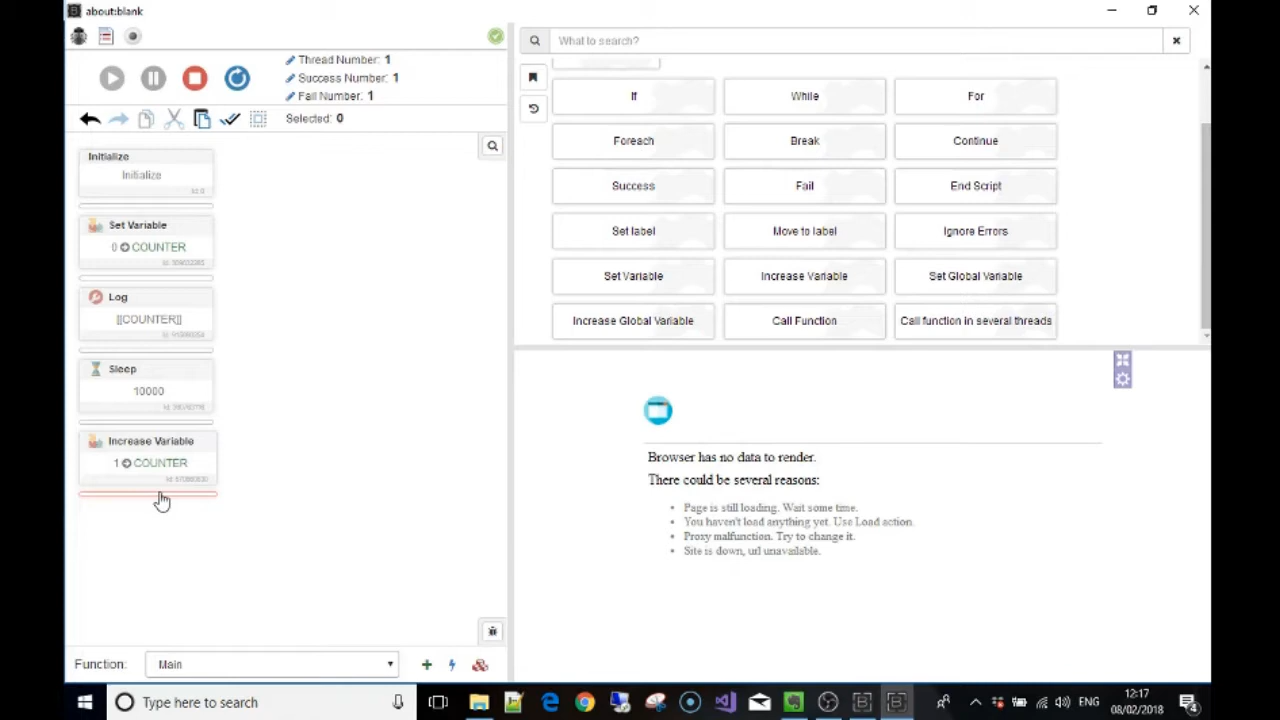 about:blank
Thread Number: 1
Success Number: 1
Fail Number: 1
Selected: 0
Initialize
Initialize
Id: 0
Set Variable
0 COUNTER
Log
[[COUNTER]]
Sleep
10000
Increase Variable
1 COUNTER
Function: Main
What to search?
If While For
Foreach Break Continue
Success Fail End Script
Set label Move to label Ignore Errors
Set Variable Increase Variable Set Global Variable
Increase Global Variable Call Function Call function in several threads
Browser has no data to render.
There could be several reasons:
Page is still loading. Wait some time.
You haven't load anything yet. Use Load action.
Proxy malfunction. Try to change it.
Site is down, url unavailable.
Type here to search
ENG
12:17
08/02/2018
4